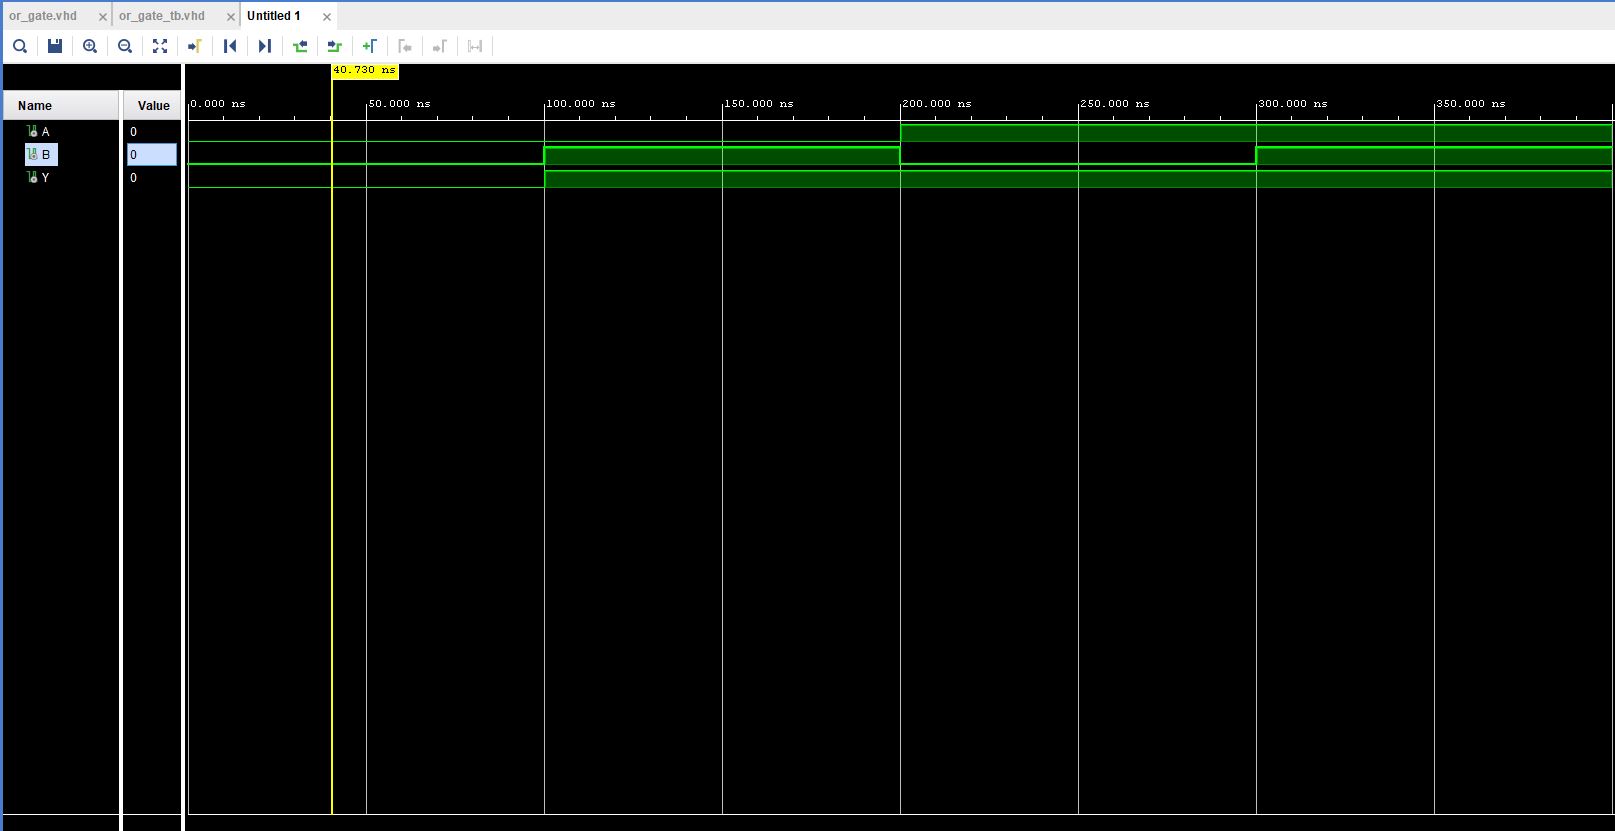 or_gate.vhd × or_gate_tb.vhd × Untitled 1 ×
40.730 ns
Name Value 0.000 ns 50.000 ns 100.000 ns 150.000 ns 200.000 ns 250.000 ns 300.000 ns 350.000 ns
A 0
B 0
Y 0